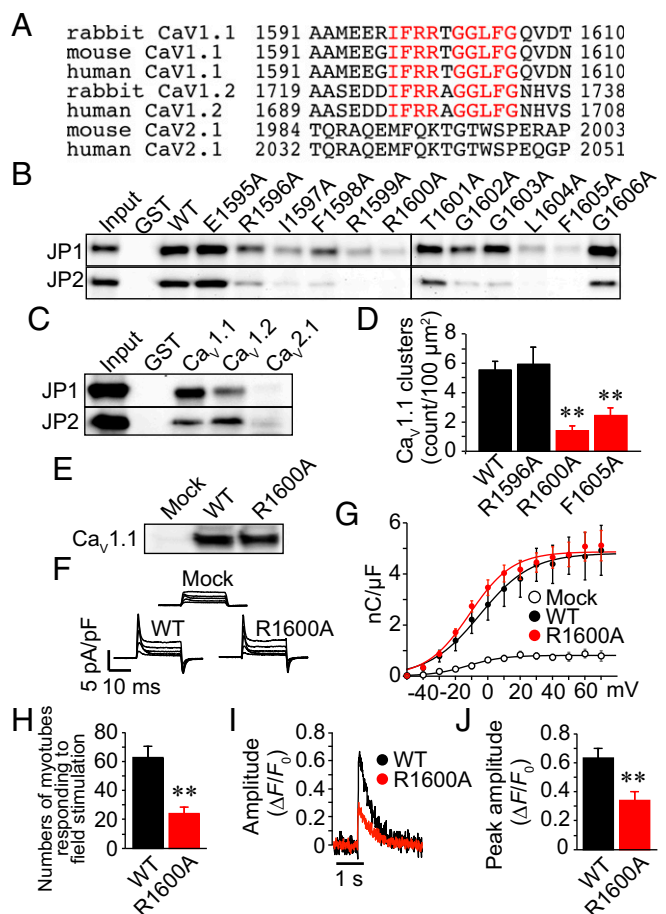 A
rabbit CaV1.1 1591 AAMEERIFRRTGGLFGQVDT 1610
mouse CaV1.1 1591 AAMEEGIFRRTGGLFGQVDN 1610
human CaV1.1 1591 AAMEEGIFRRTGGLFGQVDN 1610
rabbit CaV1.2 1719 AASEDDIFRRAGGLFGNHVS 1738
human CaV1.2 1689 AASEDDIFRRAGGLFGNHVS 1708
mouse CaV2.1 1984 TQRAQEMFQKTGTWSPERAP 2003
human CaV2.1 2032 TQRAQEMFQKTGTWSPEQGP 2051
B
Input GST WT E1595A R1596A I1597A F1598A R1599A R1600A T1601A G1602A G1603A L1604A F1605A G1606A
JP1
JP2
C
Input GST CaV1.1 CaV1.2 CaV2.1
JP1
JP2
D
CaV1.1 clusters
(count/100 μm²)
8
6
4
2
0
** **
WT R1596A R1600A F1605A
E
Mock WT R1600A
CaV1.1
F
Mock
WT R1600A
5 pA/pF
10 ms
G
nC/μF
6
4
2
0
Mock
WT
R1600A
-40 -20 0 20 40 60 mV
H
Numbers of myotubes
responding to
field stimulation
80
60
40
20
0
**
WT R1600A
I
Amplitude
(ΔF/F0)
0.8
0.6
0.4
0.2
0
WT
R1600A
1 s
J
Peak amplitude
(ΔF/F0)
0.8
0.6
0.4
0.2
0
**
WT R1600A